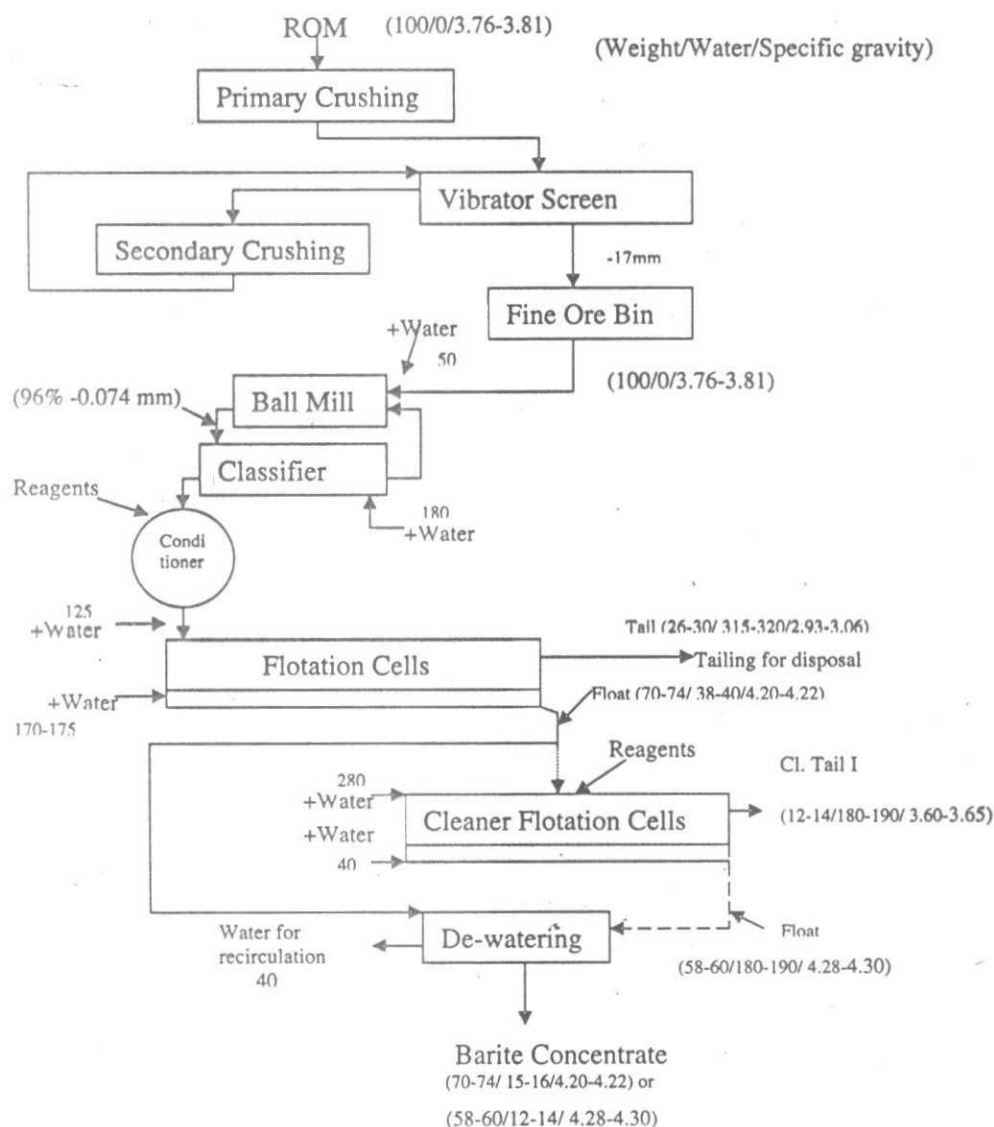 ROM (100/0/3.76-3.81)
(Weight/Water/Specific gravity)
Primary Crushing
Vibrator Screen
Secondary Crushing
-17mm
Fine Ore Bin
+Water
50
(100/0/3.76-3.81)
(96% -0.074 mm)
Ball Mill
Classifier
Reagents
180
+Water
Condi
tioner
125
+Water
Tail (26-30/ 315-320/2.93-3.06)
Flotation Cells
Tailing for disposal
+Water
170-175
Float (70-74/ 38-40/4.20-4.22)
Reagents
Cl. Tail I
280
+Water
Cleaner Flotation Cells
(12-14/180-190/ 3.60-3.65)
+Water
40
Water for
recirculation
40
De-watering
Float
(58-60/180-190/ 4.28-4.30)
Barite Concentrate
(70-74/ 15-16/4.20-4.22) or
(58-60/12-14/ 4.28-4.30)